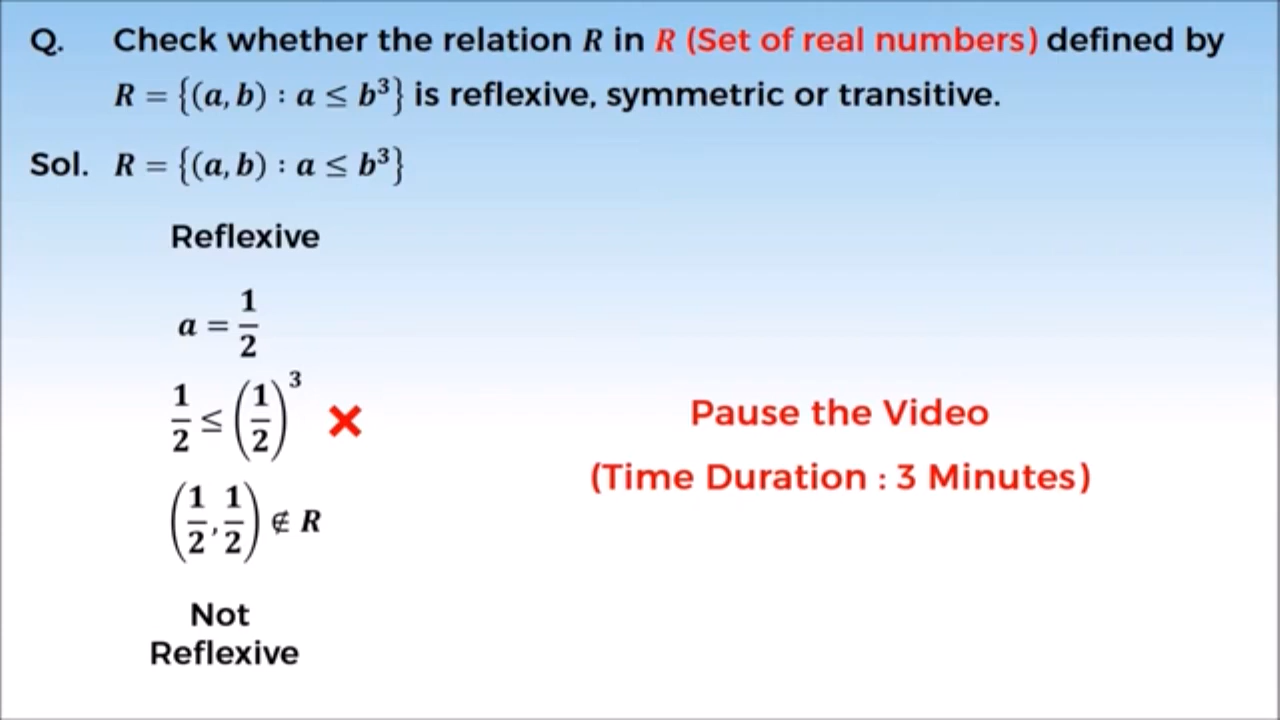 Q. Check whether the relation R in R (Set of real numbers) defined by
R = {(a, b) : a ≤ b³} is reflexive, symmetric or transitive.
Sol. R = {(a, b) : a ≤ b³}
Reflexive
a = 1/2
1/2 ≤ (1/2)³ ✕
(1/2, 1/2) ∉ R
Not
Reflexive
Pause the Video
(Time Duration : 3 Minutes)